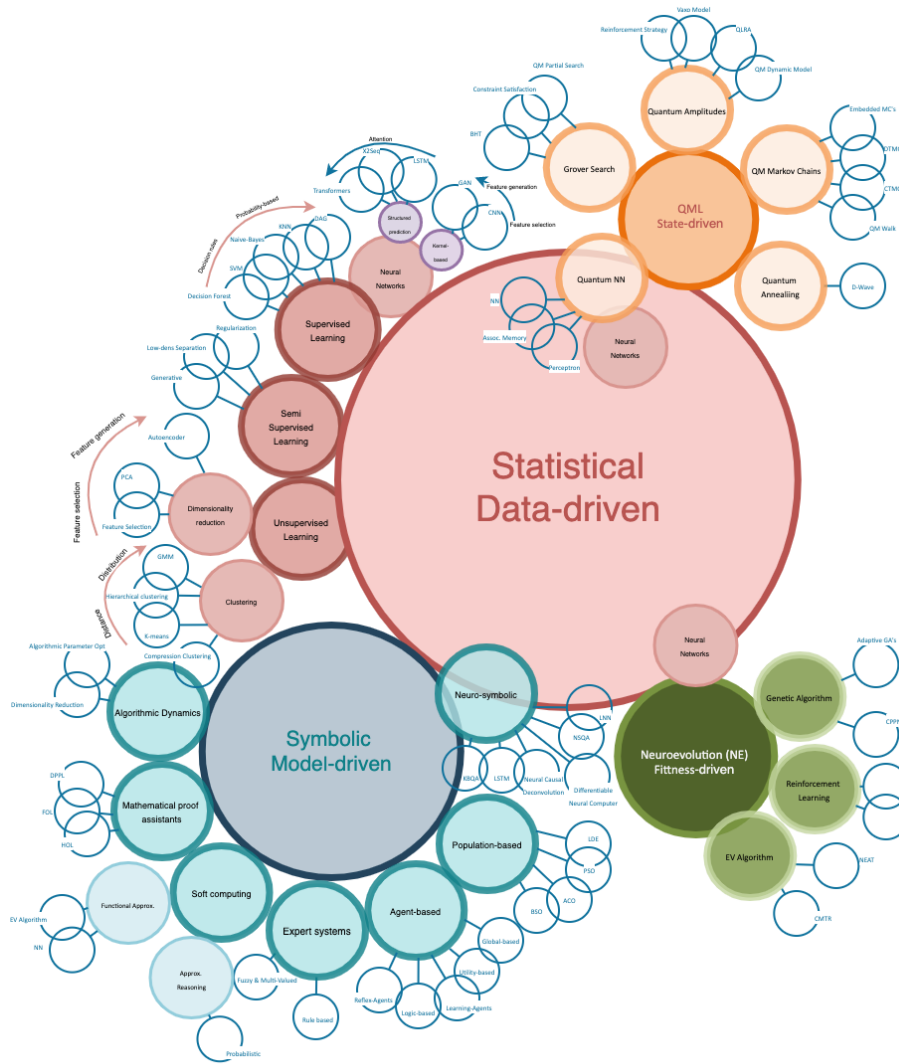 Vaxo Model
Reinforcement Strategy
QLRA
QM Partial Search
QM Dynamic Model
Constraint Satisfaction
Quantum Amplitudes
Embedded MC's
BHT
DTMC
Attention
X2Seq
LSTM
Grover Search
QM Markov Chains
CTMC
Transformers
GAN
Feature generation
QML
State-driven
QM Walk
Probability-based
Decision rules
DAG
KNN
Naive-Bayes
SVM
Decision Forest
CNN
Feature selection
Structured
prediction
Kernel-
based
Neural
Networks
Quantum NN
Quantum
Annealiing
D-Wave
NN
Assoc. Memory
Perceptron
Neural
Networks
Supervised
Learning
Regularization
Low-dens Separation
Generative
Semi
Supervised
Learning
Feature generation
Feature selection
Autoencoder
PCA
Feature Selection
Dimensionality
reduction
Unsupervised
Learning
Statistical
Data-driven
Distribution
Distance
GMM
Hierarchical clustering
K-means
Compression Clustering
Clustering
Neural
Networks
Algorithmic Parameter Opt
Dimensionality Reduction
Algorithmic Dynamics
Neuro-symbolic
LNN
NSQA
KBQA
LSTM
Neural Causal
Deconvolution
Differentiable
Neural Computer
Adaptive GA's
Genetic Algorithm
CPPN
Symbolic
Model-driven
Neuroevolution (NE)
Fitness-driven
Reinforcement
Learning
DPPL
FOL
HOL
Mathematical proof
assistants
Population-based
LDE
PSO
ACO
BSO
EV Algorithm
NEAT
CMTR
Functional Approx.
Soft computing
Expert systems
Agent-based
EV Algorithm
NN
Approx.
Reasoning
Fuzzy & Multi-Valued
Global-based
Utility-based
Reflex-Agents
Logic-based
Learning-Agents
Rule based
Probabilistic